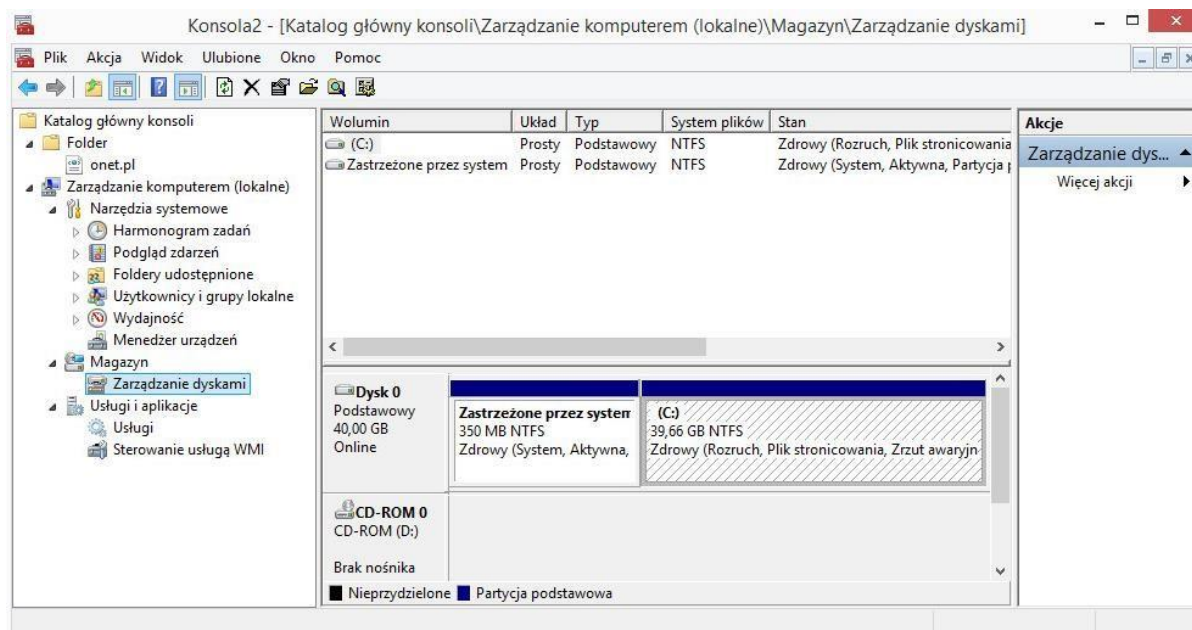 Konsola2 - [Katalog główny konsoli\Zarządzanie komputerem (lokalne)\Magazyn\Zarządzanie dyskami]
Plik Akcja Widok Ulubione Okno Pomoc
Katalog główny konsoli
Folder
onet.pl
Zarządzanie komputerem (lokalne)
Narzędzia systemowe
Harmonogram zadań
Podgląd zdarzeń
Foldery udostępnione
Użytkownicy i grupy lokalne
Wydajność
Menedżer urządzeń
Magazyn
Zarządzanie dyskami
Usługi i aplikacje
Usługi
Sterowanie usługą WMI
Wolumin Układ Typ System plików Stan
(C:) Prosty Podstawowy NTFS Zdrowy (Rozruch, Plik stronicowania
Zastrzeżone przez system Prosty Podstawowy NTFS Zdrowy (System, Aktywna, Partycja
Dysk 0
Podstawowy
40,00 GB
Online
Zastrzeżone przez system
350 MB NTFS
Zdrowy (System, Aktywna,
(C:)
39,66 GB NTFS
Zdrowy (Rozruch, Plik stronicowania, Zrzut awaryjn
CD-ROM 0
CD-ROM (D:)
Brak nośnika
Nieprzydzielone Partycja podstawowa
Akcje
Zarządzanie dys...
Więcej akcji